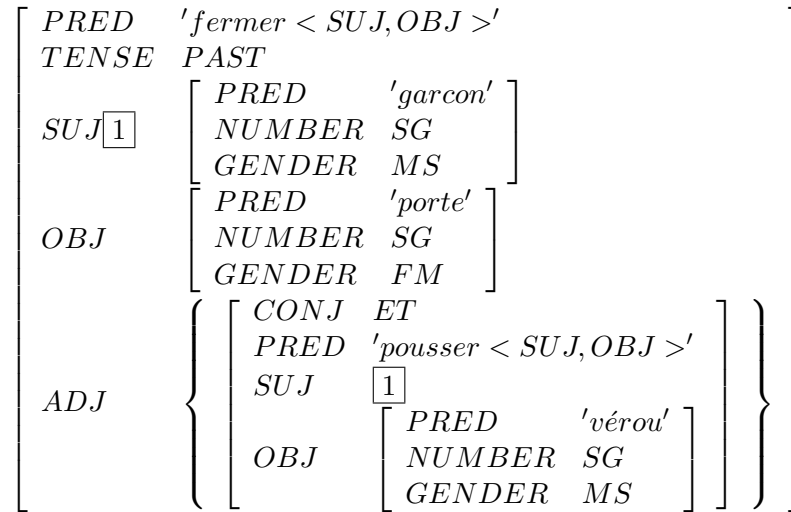 PRED 'fermer < SUJ, OBJ >'
TENSE PAST
PRED 'garcon'
SUJ 1 NUMBER SG
GENDER MS
PRED 'porte'
OBJ NUMBER SG
GENDER FM
CONJ ET
PRED 'pousser < SUJ, OBJ >'
SUJ 1
ADJ
PRED 'vérou'
OBJ NUMBER SG
GENDER MS